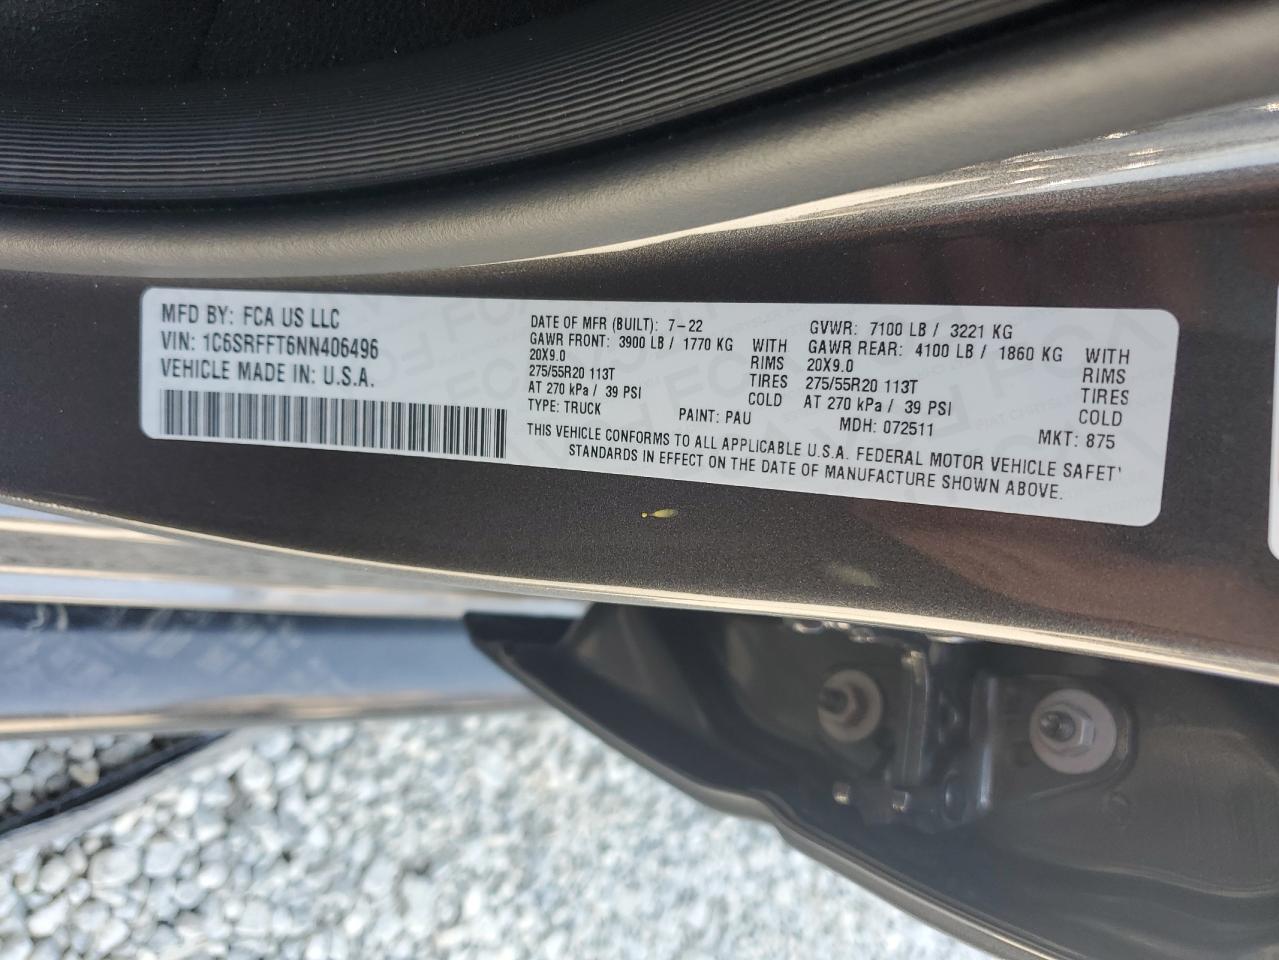 MFD BY: FCA US LLC
VIN: 1C6SRFFT6NN406496
VEHICLE MADE IN: U.S.A.
DATE OF MFR (BUILT): 7-22
GAWR FRONT: 3900 LB / 1770 KG WITH
20X9.0 RIMS
275/55R20 113T TIRES
AT 270 kPa / 39 PSI COLD
TYPE: TRUCK PAINT: PAU
GVWR: 7100 LB / 3221 KG
GAWR REAR: 4100 LB / 1860 KG WITH
20X9.0 RIMS
275/55R20 113T TIRES
AT 270 kPa / 39 PSI COLD
MDH: 072511 MKT: 875
THIS VEHICLE CONFORMS TO ALL APPLICABLE U.S.A. FEDERAL MOTOR VEHICLE SAFET
STANDARDS IN EFFECT ON THE DATE OF MANUFACTURE SHOWN ABOVE.